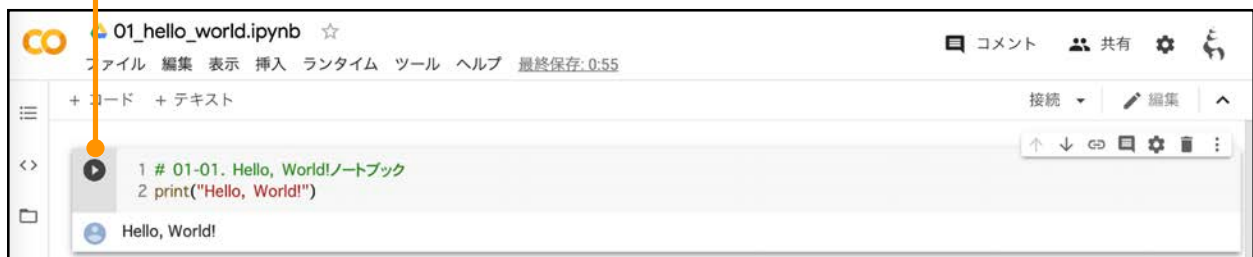 01_hello_world.ipynb
ファイル 編集 表示 挿入 ランタイム ツール ヘルプ 最終保存: 0:55
コメント 共有
+ コード + テキスト
接続 編集
1 # 01-01. Hello, World!ノートブック
2 print("Hello, World!")
Hello, World!